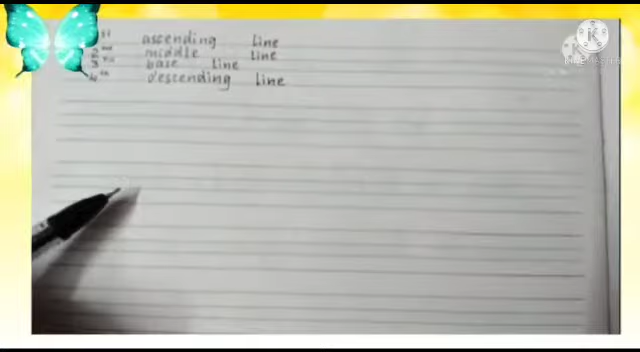 1st ascending line
2nd middle line
3rd base line
4th descending line